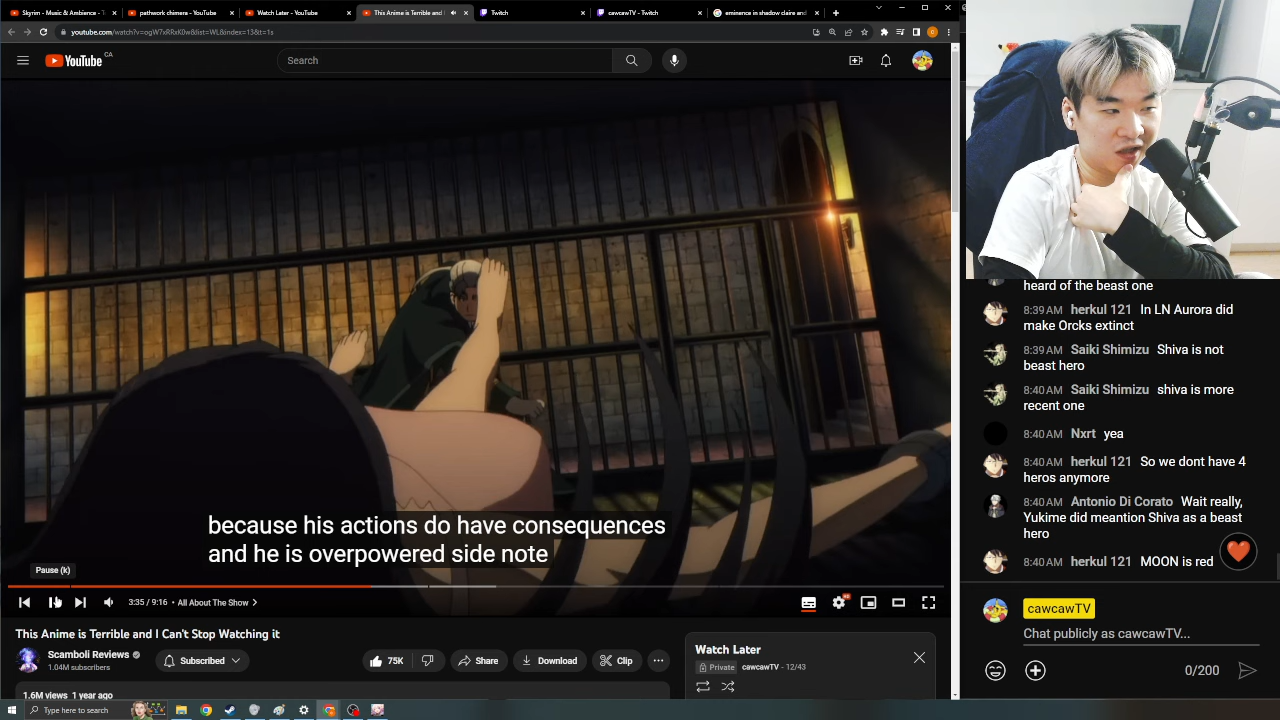 Skyrim - Music & Ambience -
pathwork chimera - YouTube
Watch Later - YouTube
This Anime is Terrible and
Twitch
cawcawTV - Twitch
eminence in shadow claire and
youtube.com/watch?v=ogW7xRRxK0w&list=WL&index=13&t=1s
YouTube CA
Search
because his actions do have consequences
and he is overpowered side note
Pause (k)
3:35 / 9:16 • All About The Show
This Anime is Terrible and I Can't Stop Watching it
Scamboli Reviews
1.04M subscribers
Subscribed
75K
Share
Download
Clip
1.6M views 1 year ago
Watch Later
Private cawcawTV - 12/43
Type here to search
heard of the beast one
8:39 AM herkul 121 In LN Aurora did
make Orcks extinct
8:39 AM Saiki Shimizu Shiva is not
beast hero
8:40 AM Saiki Shimizu shiva is more
recent one
8:40 AM Nxrt yea
8:40 AM herkul 121 So we dont have 4
heros anymore
8:40 AM Antonio Di Corato Wait really,
Yukime did meantion Shiva as a beast
hero
8:40 AM herkul 121 MOON is red
cawcawTV
Chat publicly as cawcawTV...
0/200